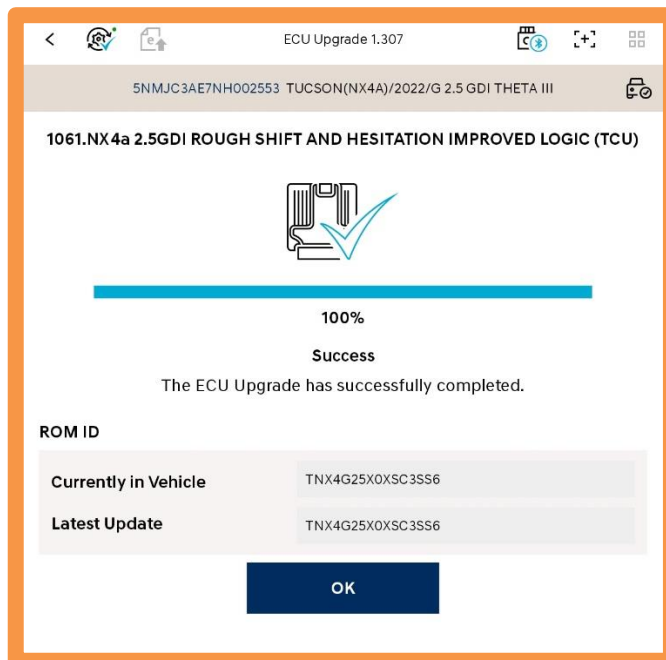 ECU Upgrade 1.307
5NMJC3AE7NH002553 TUCSON(NX4A)/2022/G 2.5 GDI THETA III
1061.NX4a 2.5GDI ROUGH SHIFT AND HESITATION IMPROVED LOGIC (TCU)
100%
Success
The ECU Upgrade has successfully completed.
ROM ID
Currently in Vehicle TNX4G25X0XSC3SS6
Latest Update TNX4G25X0XSC3SS6
OK